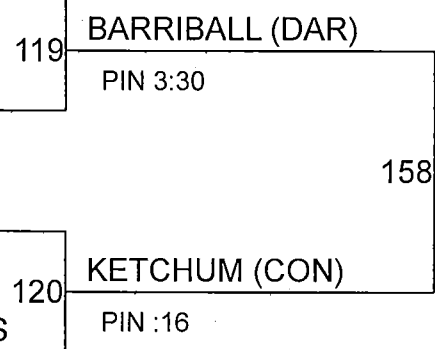 BARRIBALL (DAR)
119
PIN 3:30
158
KETCHUM (CON)
120
S
PIN :16